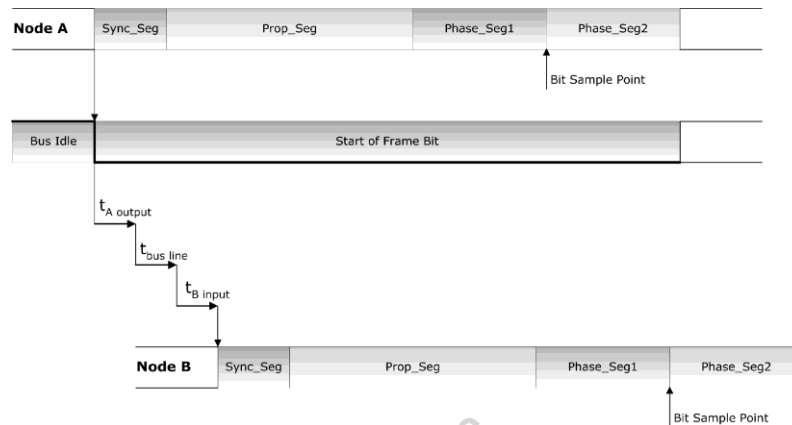 Node A Sync_Seg Prop_Seg Phase_Seg1 Phase_Seg2
Bit Sample Point
Bus Idle Start of Frame Bit
tA output
tbus line
tB input
Node B Sync_Seg Prop_Seg Phase_Seg1 Phase_Seg2
Bit Sample Point